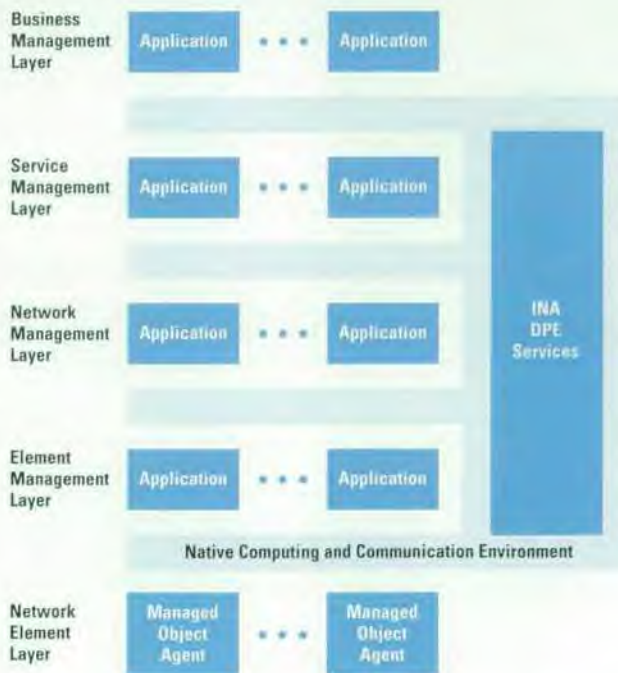 Business
Management
Layer
Application
Application
Service
Management
Layer
Application
Application
Network
Management
Layer
Application
Application
INA
DPE
Services
Element
Management
Layer
Application
Application
Native Computing and Communication Environment
Network
Element
Layer
Managed
Object
Agent
Managed
Object
Agent